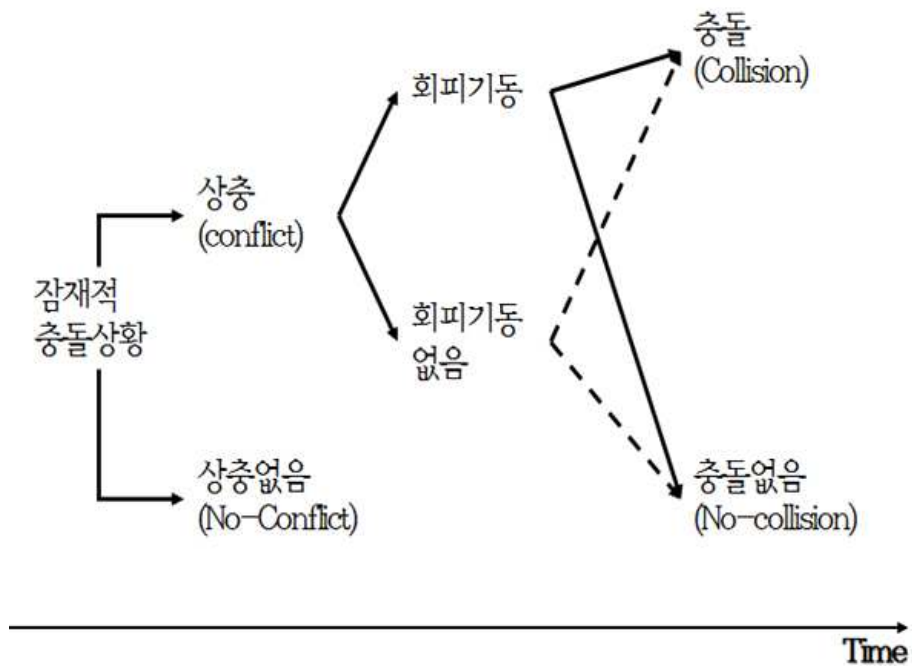 충돌
(Collision)
회피기동
상충
(conflict)
잠재적
충돌상황
회피기동
없음
상충없음
(No-Conflict)
충돌없음
(No-collision)
Time